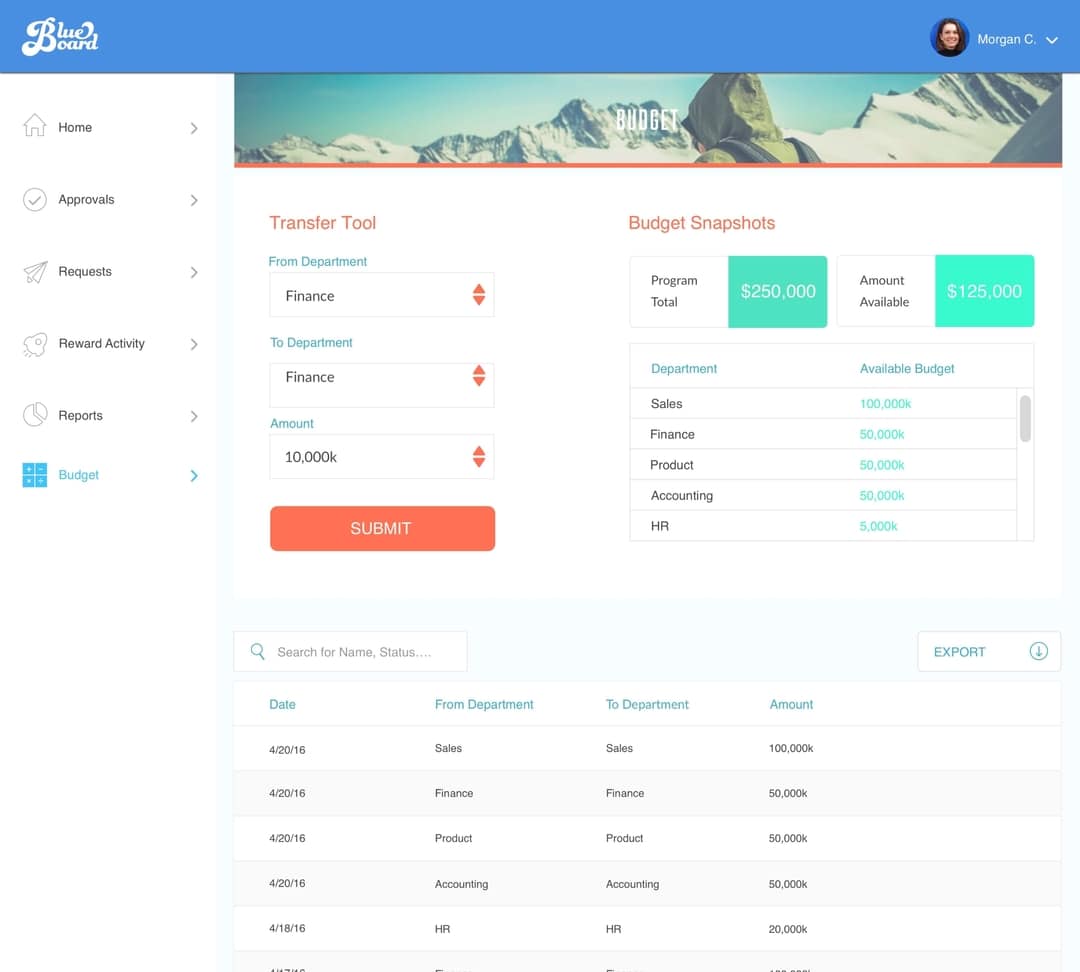 Blue Board
Morgan C.
Home
Approvals
Requests
Reward Activity
Reports
Budget
BUDGET
Transfer Tool
From Department
Finance
To Department
Finance
Amount
10,000k
SUBMIT
Budget Snapshots
Program Total
$250,000
Amount Available
$125,000
Department Available Budget
Sales 100,000k
Finance 50,000k
Product 50,000k
Accounting 50,000k
HR 5,000k
Search for Name, Status....
EXPORT
Date From Department To Department Amount
4/20/16 Sales Sales 100,000k
4/20/16 Finance Finance 50,000k
4/20/16 Product Product 50,000k
4/20/16 Accounting Accounting 50,000k
4/18/16 HR HR 20,000k